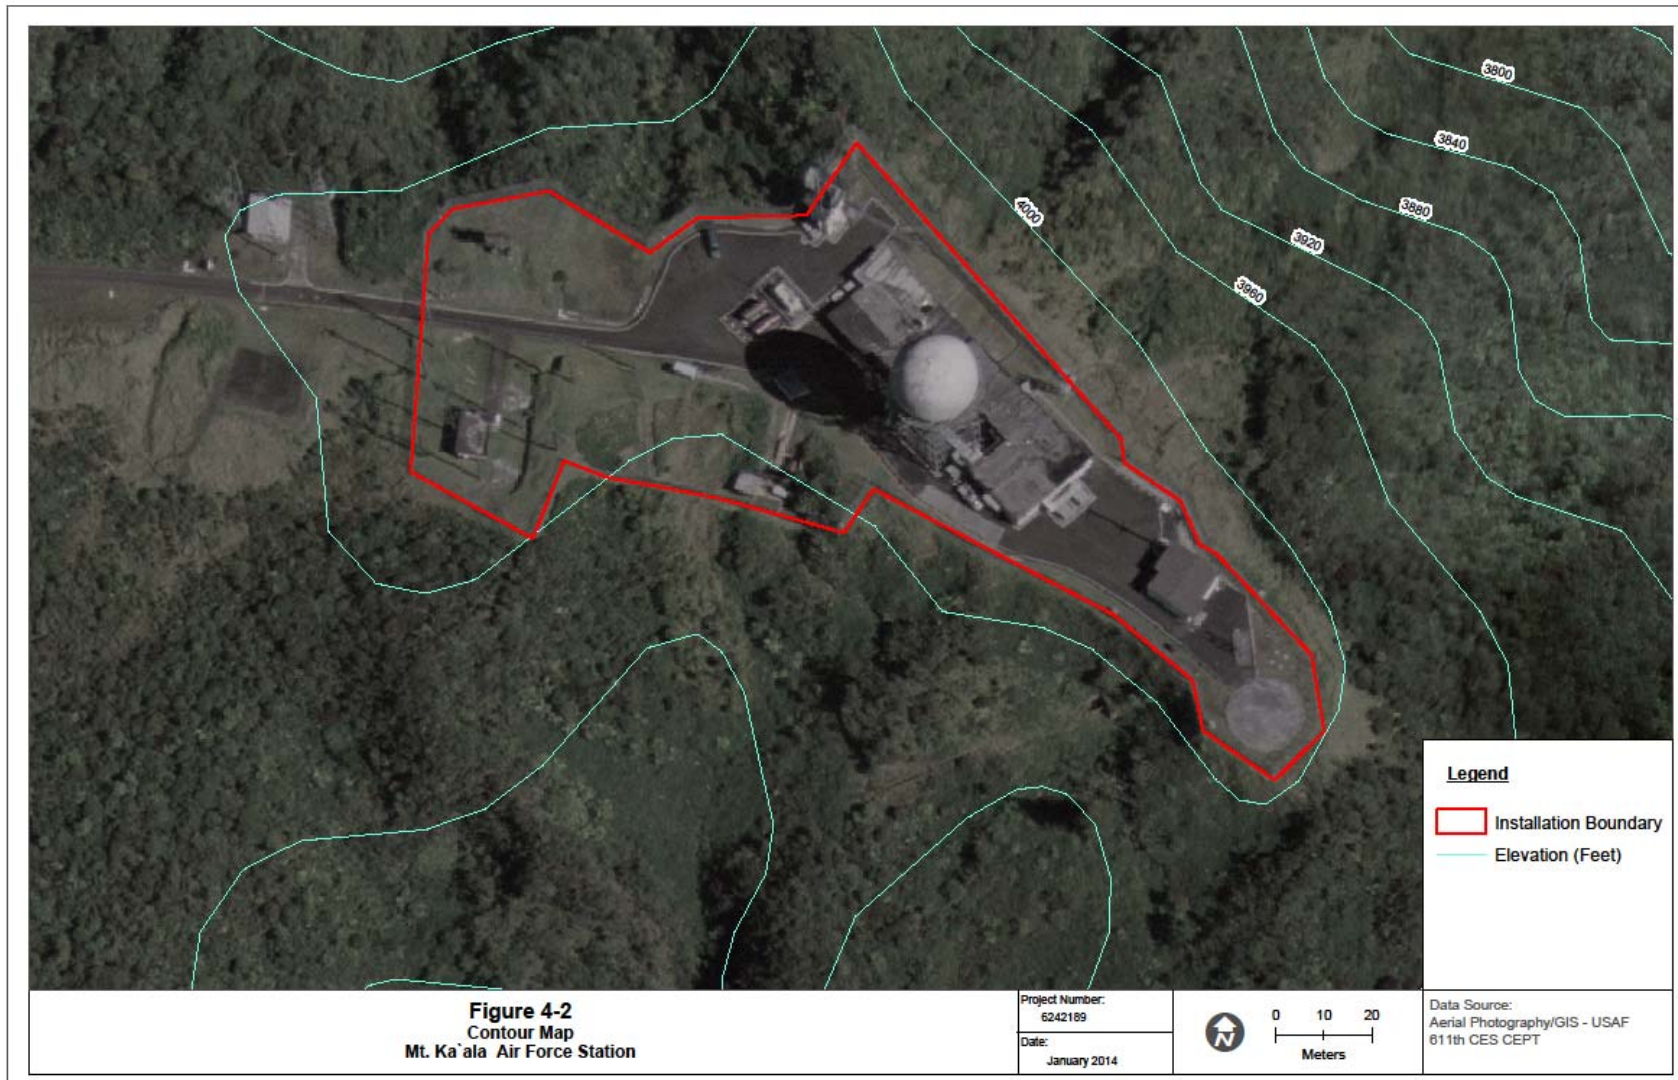 3800
3840
3880
3920
3960
4000
Legend
Installation Boundary
Elevation (Feet)
Figure 4-2
Contour Map
Mt. Ka`ala Air Force Station
Project Number:
6242189
Date:
January 2014
N
0 10 20
Meters
Data Source:
Aerial Photography/GIS - USAF
611th CES CEPT